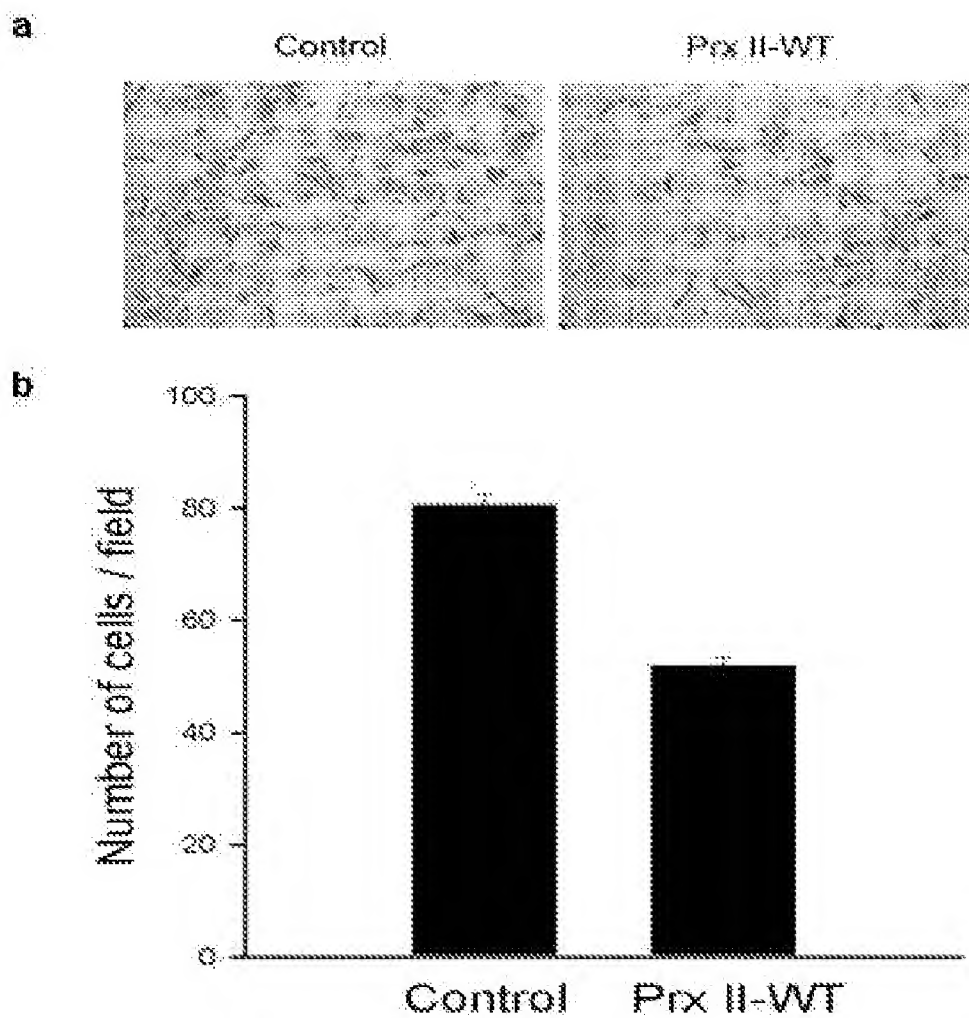 a
Control Prx II-WT
b
100
80
60
40
20
0
Number of cells / field
Control Prx II-WT